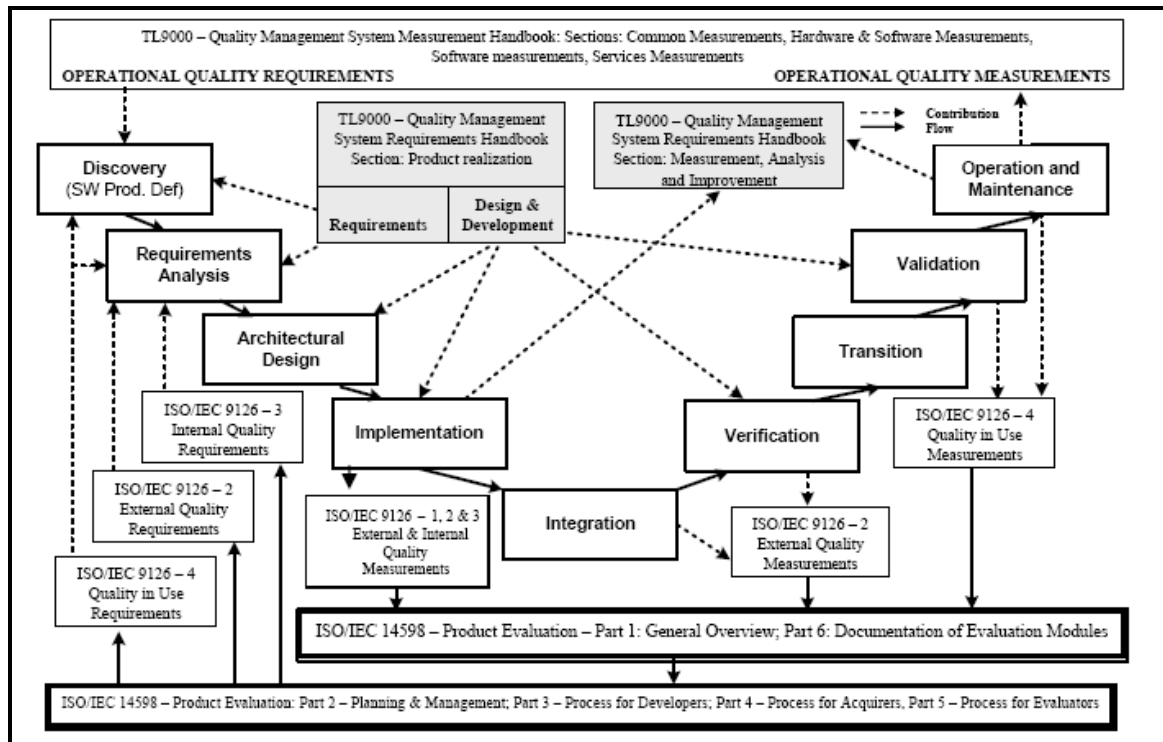 TL9000 – Quality Management System Measurement Handbook: Sections: Common Measurements, Hardware & Software Measurements,
Software measurements, Services Measurements
OPERATIONAL QUALITY REQUIREMENTS
OPERATIONAL QUALITY MEASUREMENTS
TL9000 – Quality Management
System Requirements Handbook
Section: Product realization
Requirements
Design &
Development
TL9000 – Quality Management
System Requirements Handbook
Section: Measurement, Analysis
and Improvement
Contribution
Flow
Discovery
(SW Prod. Def)
Operation and
Maintenance
Requirements
Analysis
Validation
Architectural
Design
Transition
ISO/IEC 9126 – 3
Internal Quality
Requirements
Implementation
Verification
ISO/IEC 9126 – 4
Quality in Use
Measurements
ISO/IEC 9126 – 2
External Quality
Requirements
ISO/IEC 9126 – 1, 2 & 3
External & Internal
Quality
Measurements
Integration
ISO/IEC 9126 – 2
External Quality
Measurements
ISO/IEC 9126 – 4
Quality in Use
Requirements
ISO/IEC 14598 – Product Evaluation – Part 1: General Overview; Part 6: Documentation of Evaluation Modules
ISO/IEC 14598 – Product Evaluation: Part 2 – Planning & Management; Part 3 – Process for Developers; Part 4 – Process for Acquirers, Part 5 – Process for Evaluators